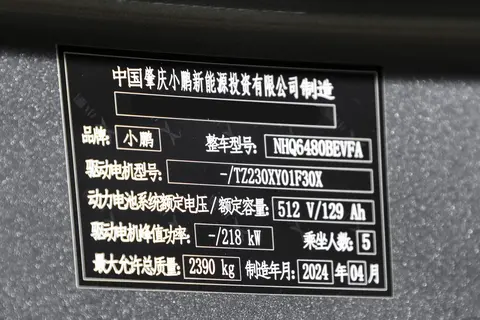 中国肇庆小鹏新能源投资有限公司制造
品牌: 小鹏 整车型号: NHQ6480BEVFA
驱动电机型号: -/TZ230XY01F30X
动力电池系统额定电压/额定容量: 512 V/129 Ah
驱动电机峰值功率: -/218 kW 乘坐人数: 5
最大允许总质量: 2390 kg 制造年月: 2024 年 04 月